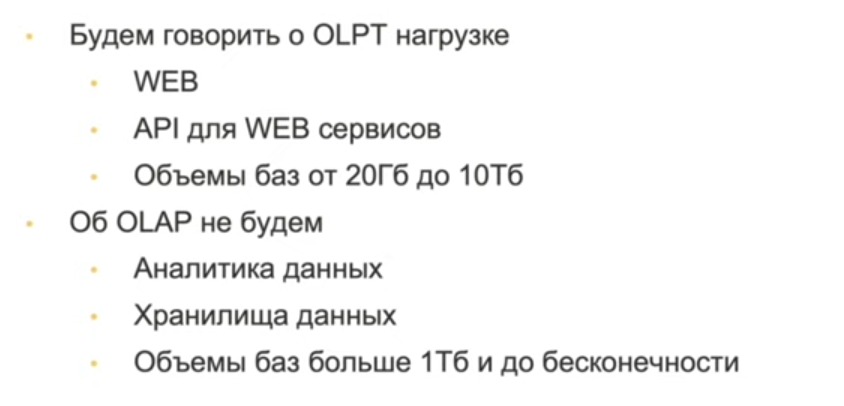 Будем говорить о OLPT нагрузке
WEB
API для WEB сервисов
Объемы баз от 20Гб до 10Тб
Об OLAP не будем
Аналитика данных
Хранилища данных
Объемы баз больше 1Тб и до бесконечности